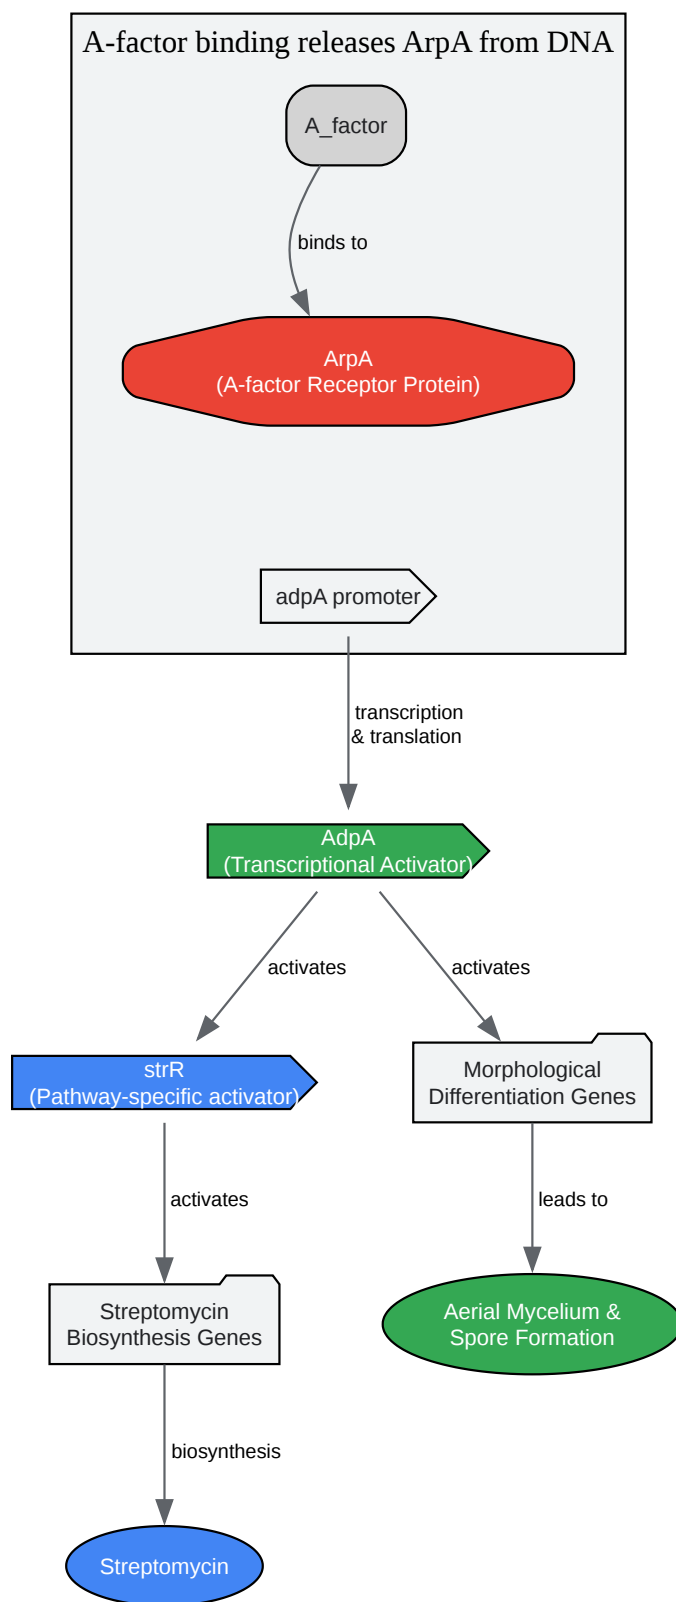 A-factor binding releases ArpA from DNA
A_factor
binds to
ArpA
(A-factor Receptor Protein)
adpA promoter
transcription
& translation
AdpA
(Transcriptional Activator)
activates
activates
strR
(Pathway-specific activator)
Morphological
Differentiation Genes
activates
leads to
Streptomycin
Biosynthesis Genes
Aerial Mycelium &
Spore Formation
biosynthesis
Streptomycin